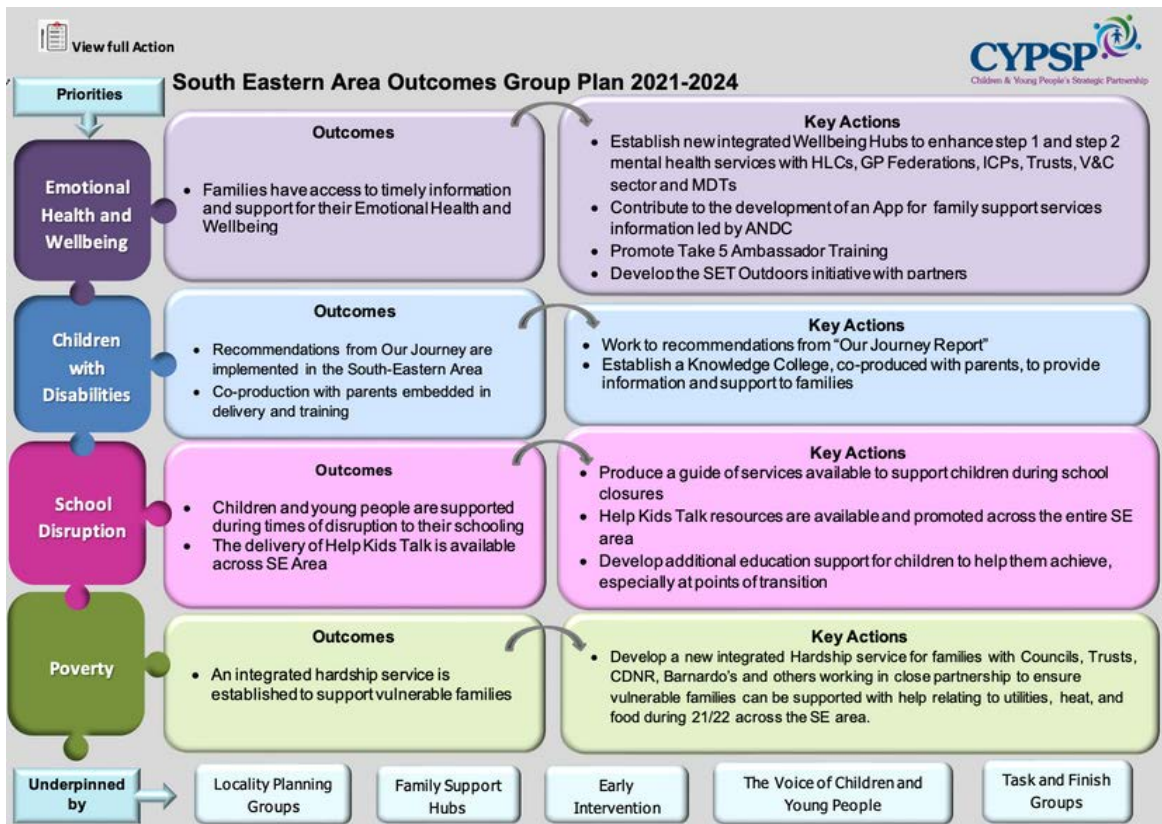 View full Action
CYPSP
Children & Young People's Strategic Partnership
South Eastern Area Outcomes Group Plan 2021-2024
Priorities
Emotional
Health and
Wellbeing
Outcomes
• Families have access to timely information
and support for their Emotional Health and
Wellbeing
Key Actions
• Establish new integrated Wellbeing Hubs to enhance step 1 and step 2
mental health services with HLCs, GP Federations, ICPs, Trusts, V&C
sector and MDTs
• Contribute to the development of an App for family support services
information led by ANDC
• Promote Take 5 Ambassador Training
• Develop the SET Outdoors initiative with partners
Children
with
Disabilities
Outcomes
• Recommendations from Our Journey are
implemented in the South-Eastern Area
• Co-production with parents embedded in
delivery and training
Key Actions
• Work to recommendations from “Our Journey Report”
• Establish a Knowledge College, co-produced with parents, to provide
information and support to families
School
Disruption
Outcomes
• Children and young people are supported
during times of disruption to their schooling
• The delivery of Help Kids Talk is available
across SE Area
Key Actions
• Produce a guide of services available to support children during school
closures
• Help Kids Talk resources are available and promoted across the entire SE
area
• Develop additional education support for children to help them achieve,
especially at points of transition
Poverty
Outcomes
• An integrated hardship service is
established to support vulnerable families
Key Actions
• Develop a new integrated Hardship service for families with Councils, Trusts,
CDNR, Barnardo's and others working in close partnership to ensure
vulnerable families can be supported with help relating to utilities, heat, and
food during 21/22 across the SE area.
Underpinned
by
Locality Planning
Groups
Family Support
Hubs
Early
Intervention
The Voice of Children and
Young People
Task and Finish
Groups